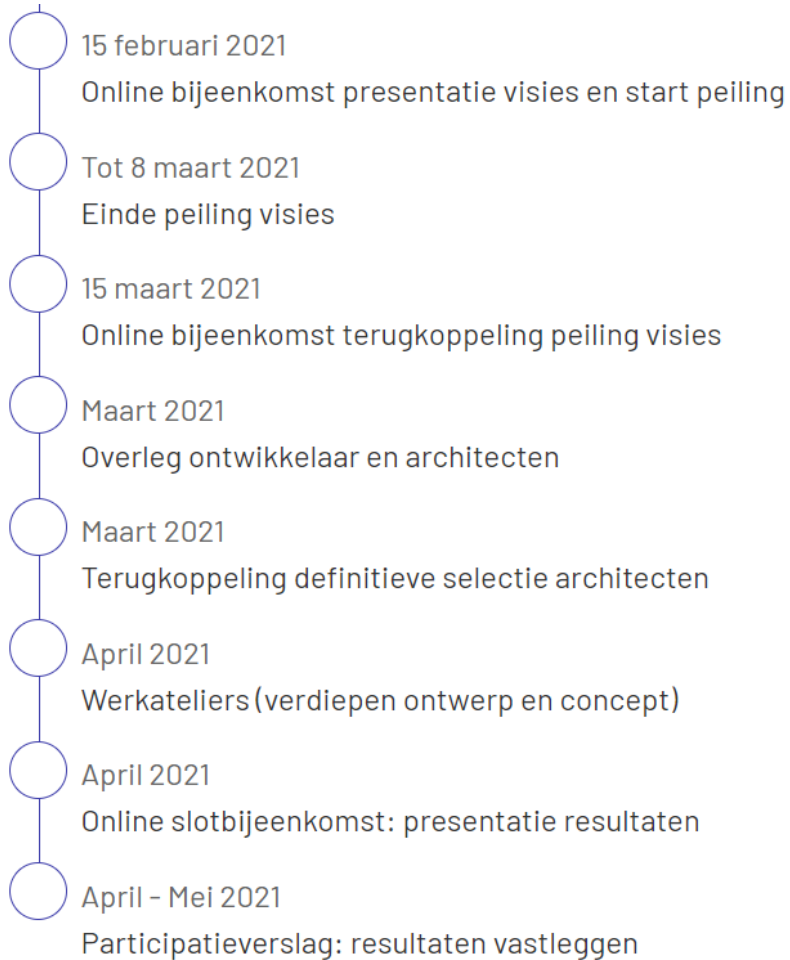 15 februari 2021
Online bijeenkomst presentatie visies en start peiling
Tot 8 maart 2021
Einde peiling visies
15 maart 2021
Online bijeenkomst terugkoppeling peiling visies
Maart 2021
Overleg ontwikkelaar en architecten
Maart 2021
Terugkoppeling definitieve selectie architecten
April 2021
Werkateliers (verdiepen ontwerp en concept)
April 2021
Online slotbijeenkomst: presentatie resultaten
April - Mei 2021
Participatieverslag: resultaten vastleggen